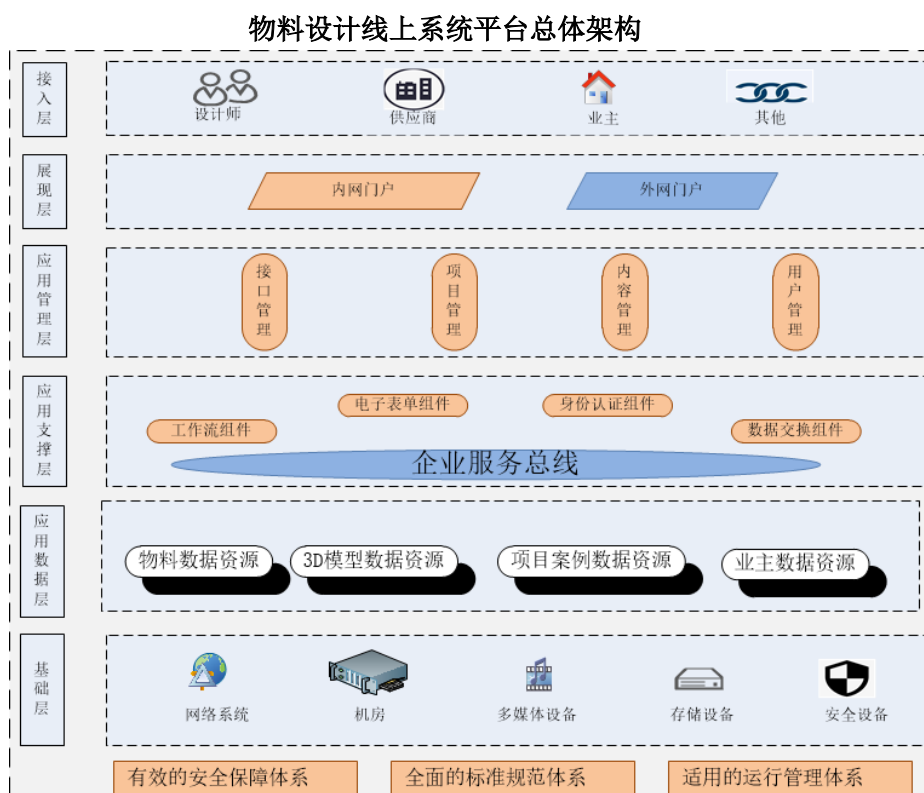 物料设计线上系统平台总体架构
接入层
设计师
供应商
业主
其他
展现层
内网门户
外网门户
应用管理层
接口管理
项目管理
内容管理
用户管理
应用支撑层
电子表单组件
身份认证组件
工作流组件
数据交换组件
企业服务总线
应用数据层
物料数据资源
3D模型数据资源
项目案例数据资源
业主数据资源
基础层
网络系统
机房
多媒体设备
存储设备
安全设备
有效的安全保障体系
全面的标准规范体系
适用的运行管理体系